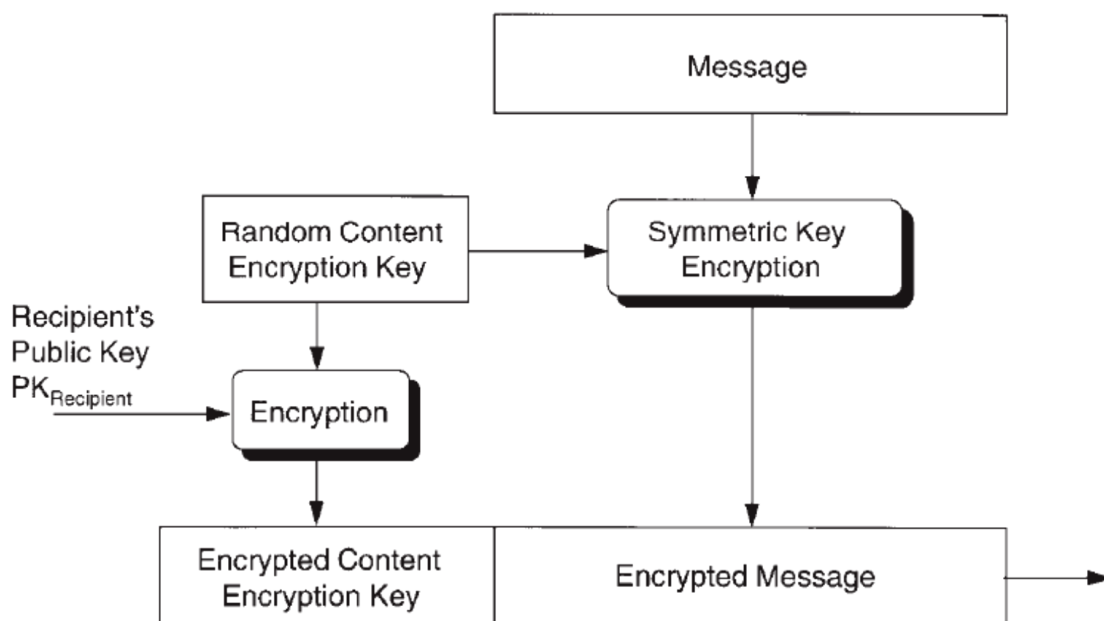 Message
Random Content
Encryption Key
Symmetric Key
Encryption
Recipient's
Public Key
PKRecipient
Encryption
Encrypted Content
Encryption Key
Encrypted Message